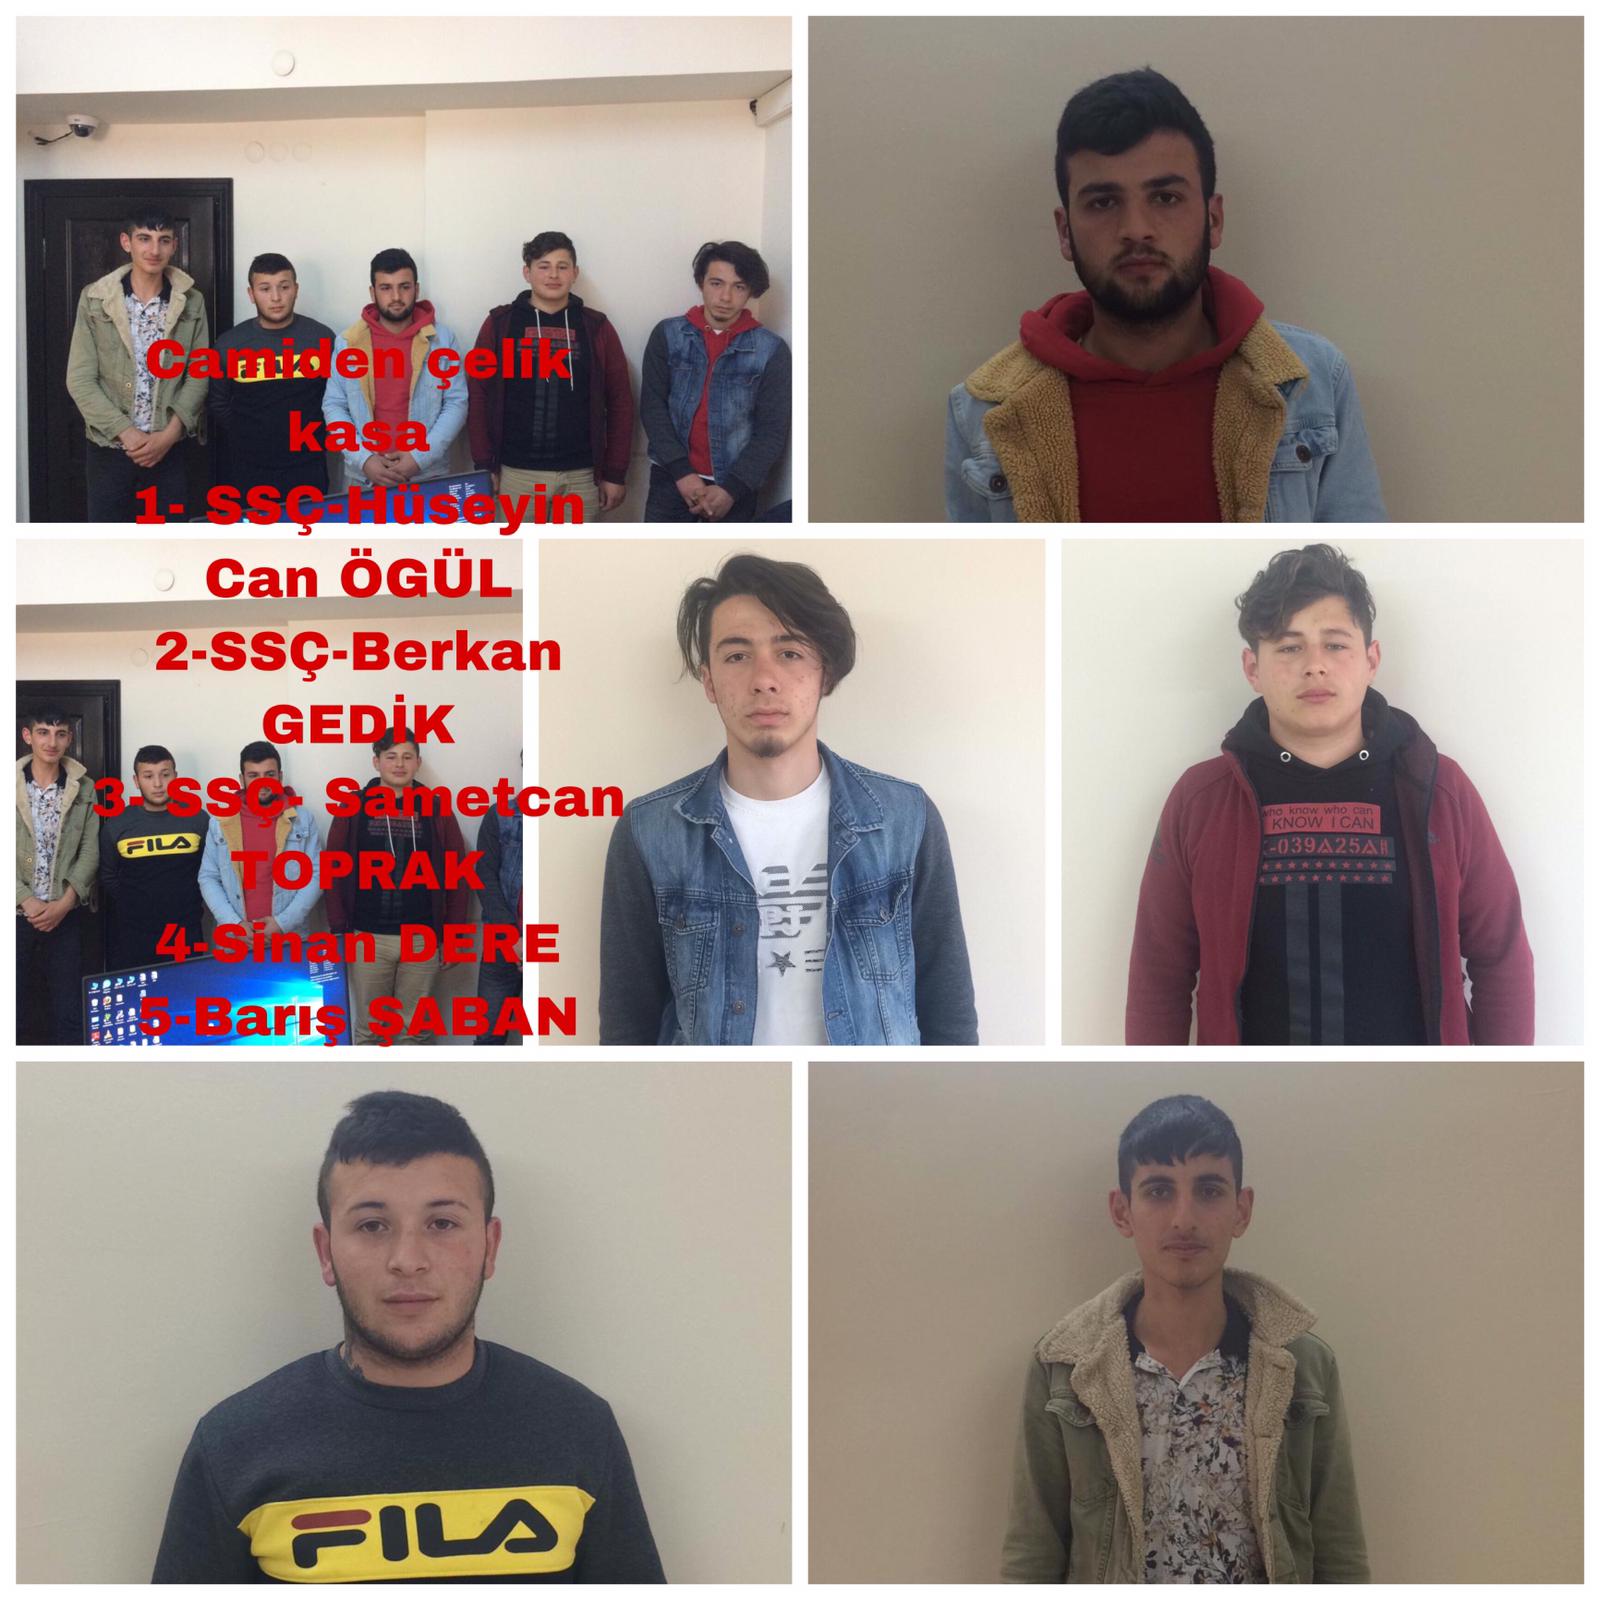 Camiden çelik
kasa
1- SSÇ-Hüseyin
Can ÖGÜL
2-SSÇ-Berkan
GEDİK
3- SSÇ- Sametcan
TOPRAK
4-Sinan DERE
5-Barış ŞABAN
FILA
who know who can
KNOW I CAN
-039A25A
FILA